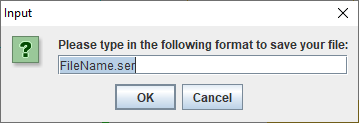 Input
Please type in the following format to save your file:
FileName.ser
OK Cancel